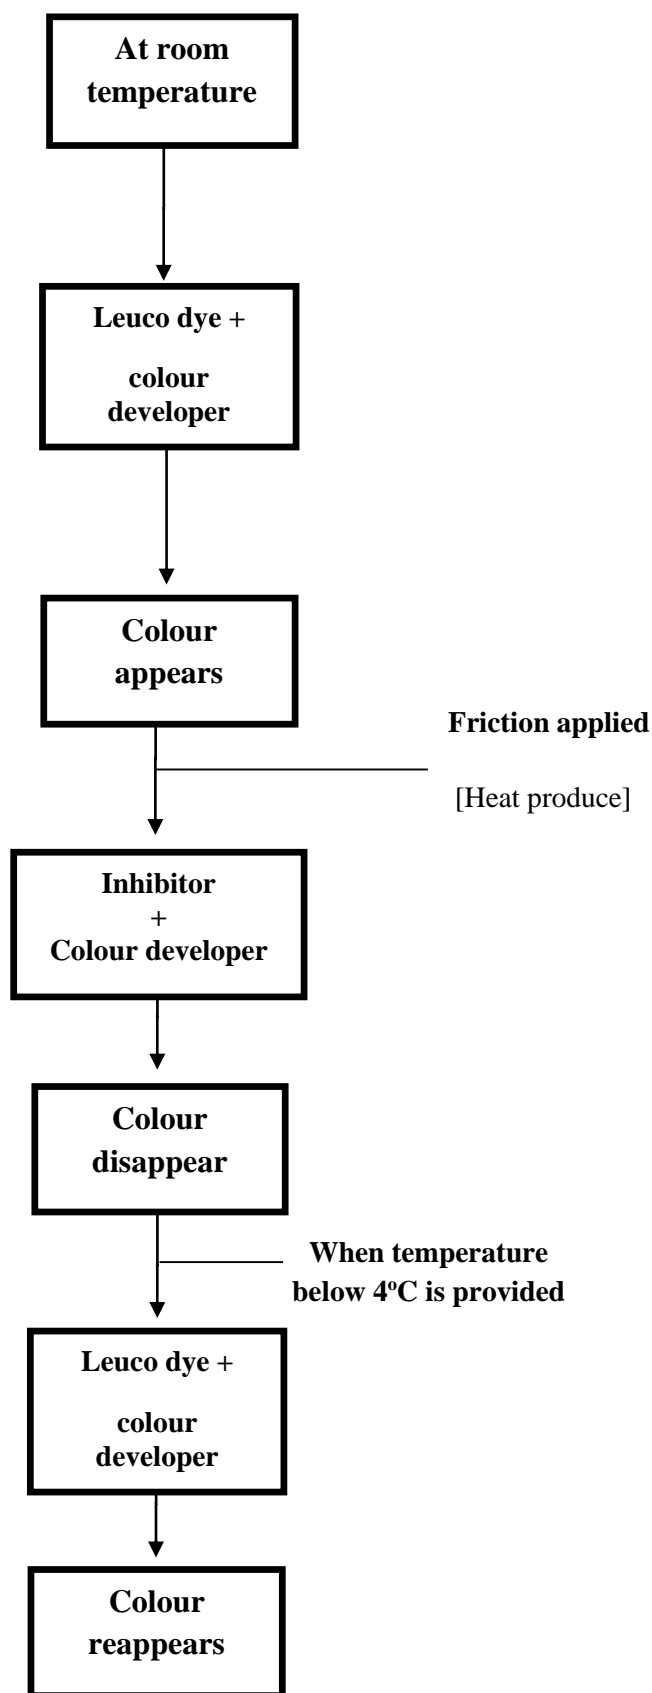 At room
temperature
Leuco dye +
colour
developer
Colour
appears
Friction applied
[Heat produce]
Inhibitor
+
Colour developer
Colour
disappear
When temperature
below 4ºC is provided
Leuco dye +
colour
developer
Colour
reappears